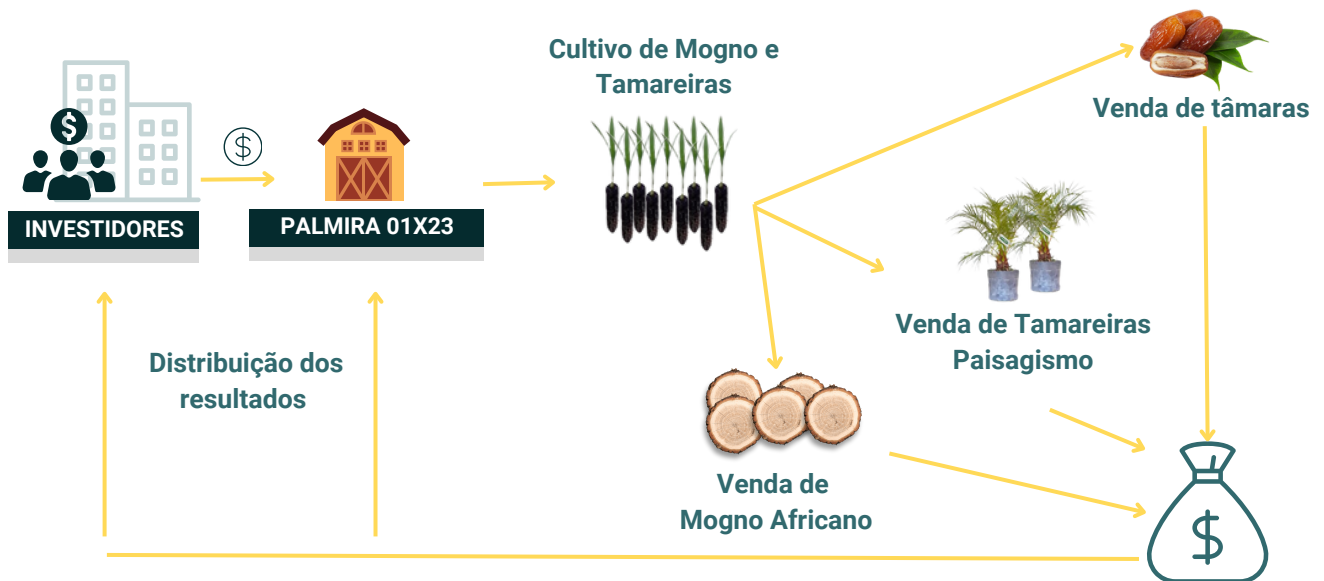 Cultivo de Mogno e
Tamareiras
Venda de tâmaras
$
$
INVESTIDORES
PALMIRA 01X23
Venda de Tamareiras
Paisagismo
Distribuição dos
resultados
Venda de
Mogno Africano
$